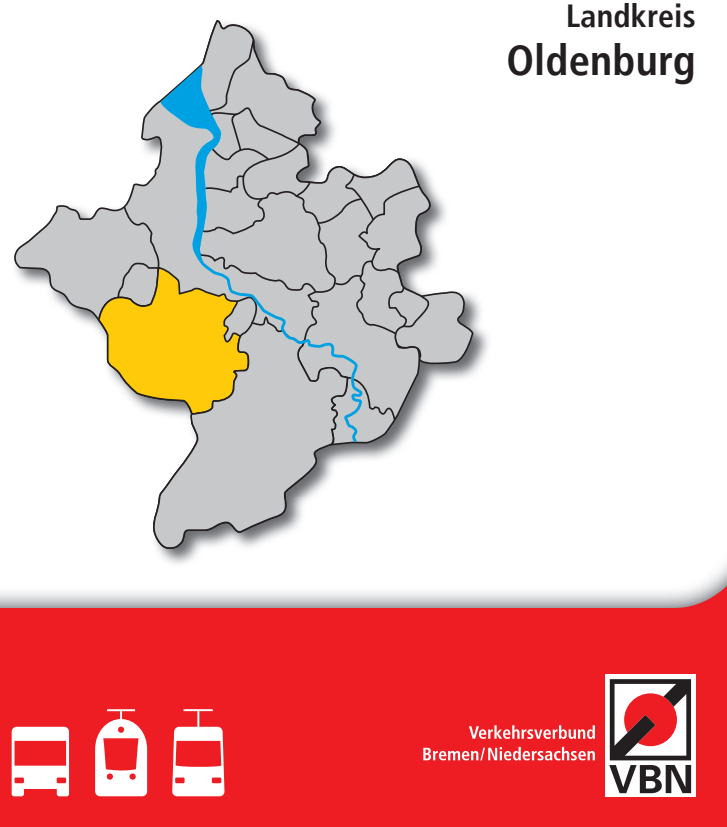 Landkreis
Oldenburg
Verkehrsverbund
Bremen/Niedersachsen
VBN